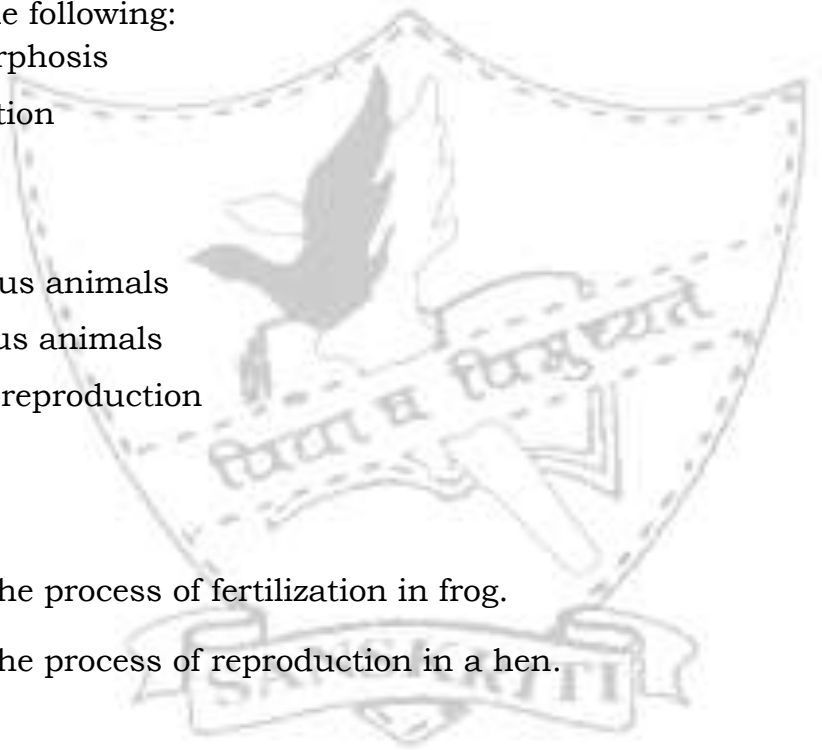 e following:
rphosis
tion
us animals
us animals
reproduction
he process of fertilization in frog.
he process of reproduction in a hen.
SANSKRITI